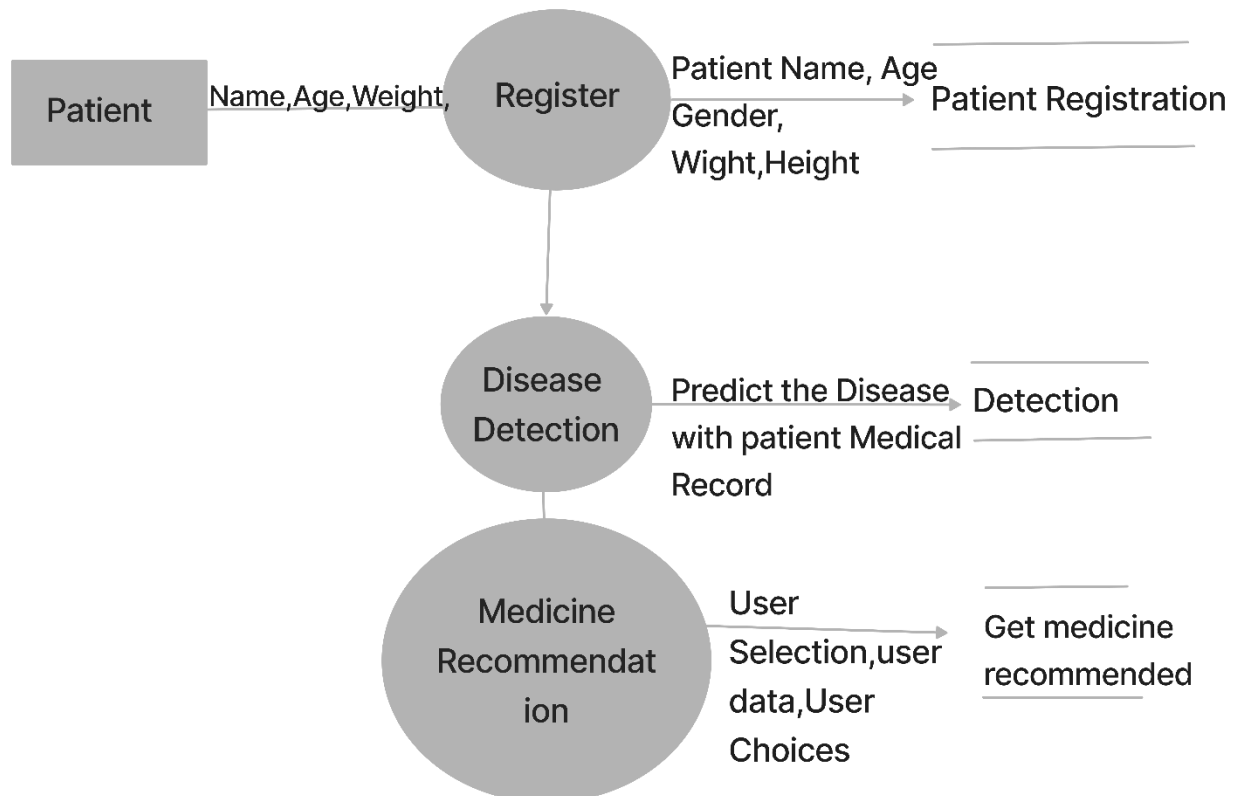 Patient
Name,Age,Weight,
Register
Patient Name, Age
Gender,
Wight,Height
Patient Registration
Disease
Detection
Predict the Disease
with patient Medical
Record
Detection
Medicine
Recommendat
ion
User
Selection,user
data,User
Choices
Get medicine
recommended